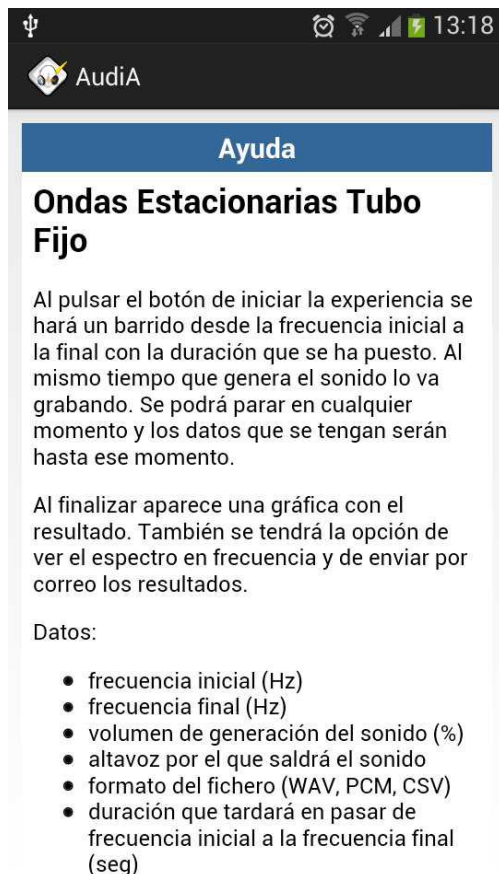 13:18
AudiA
Ayuda
Ondas Estacionarias Tubo
Fijo
Al pulsar el botón de iniciar la experiencia se
hará un barrido desde la frecuencia inicial a
la final con la duración que se ha puesto. Al
mismo tiempo que genera el sonido lo va
grabando. Se podrá parar en cualquier
momento y los datos que se tengan serán
hasta ese momento.
Al finalizar aparece una gráfica con el
resultado. También se tendrá la opción de
ver el espectro en frecuencia y de enviar por
correo los resultados.
Datos:
• frecuencia inicial (Hz)
• frecuencia final (Hz)
• volumen de generación del sonido (%)
• altavoz por el que saldrá el sonido
• formato del fichero (WAV, PCM, CSV)
• duración que tardará en pasar de
frecuencia inicial a la frecuencia final
(seg)